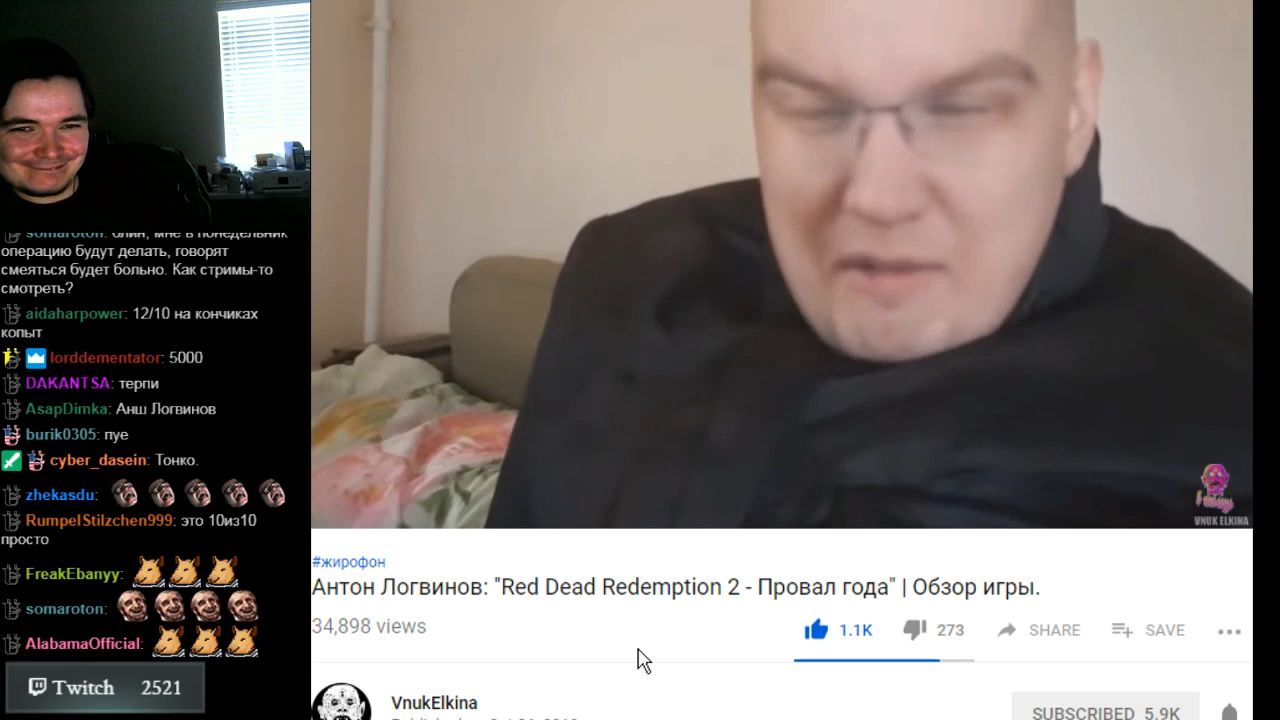 somaroton: блин, мне в понедельник
операцию будут делать, говорят
смеяться будет больно. Как стримы-то
смотреть?
aidaharpower: 12/10 на кончиках
копыт
lorddementator: 5000
DAKANTSA: терпи
AsapDimka: Анш Логвинов
burik0305: пуе
cyber_dasein: Тонко.
zhekasdu:
RumpelStilzchen999: это 10из10
просто
FreakEbanyy:
somaroton:
AlabamaOfficial:
Twitch 2521
VNUK ELKINA
#жирофон
Антон Логвинов: "Red Dead Redemption 2 - Провал года" | Обзор игры.
34,898 views
1.1K 273 SHARE SAVE
VnukElkina
SUBSCRIBED 5.9K